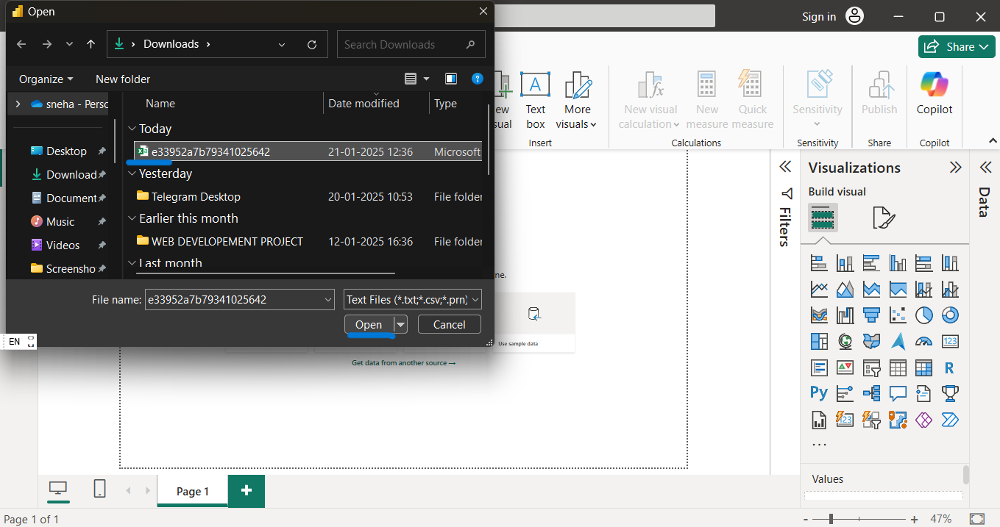 Open
Sign in
Downloads
Search Downloads
Share
Organize
New folder
Name
Date modified
Type
sneha - Persc
Today
e33952a7b79341025642
21-01-2025 12:36
Microsoft
Yesterday
Telegram Desktop
20-01-2025 10:53
File folder
Earlier this month
WEB DEVELOPEMENT PROJECT
12-01-2025 16:36
File folder
Last month
Desktop
Download
Document
Music
Videos
Screensho
File name:
e33952a7b79341025642
Text Files (*.txt;*.csv;*.prn)
Open
Cancel
EN
ew
sual
Text
box
More
visuals
Insert
New visual
calculation
New
measure
Quick
measure
Calculations
Sensitivity
Sensitivity
Publish
Share
Copilot
Copilot
ne.
Use sample data
Get data from another source →
Filters
Visualizations
Build visual
Data
123
R
Py
123
...
Values
Page 1
Page 1 of 1
- + 47%